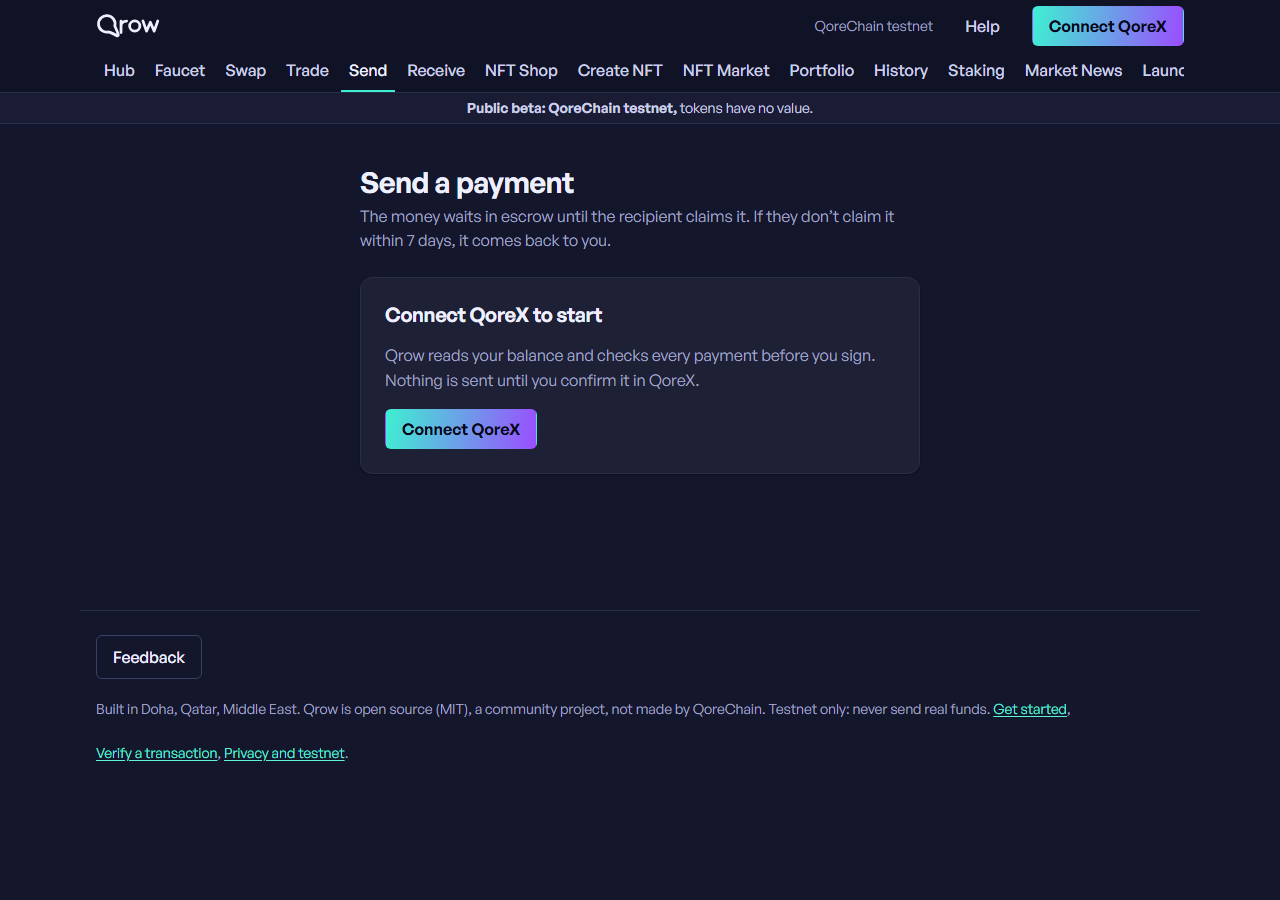 Qrow
QoreChain testnet
Help
Connect QoreX
Hub Faucet Swap Trade Send Receive NFT Shop Create NFT NFT Market Portfolio History Staking Market News Launc
Public beta: QoreChain testnet, tokens have no value.
Send a payment
The money waits in escrow until the recipient claims it. If they don’t claim it
within 7 days, it comes back to you.
Connect QoreX to start
Qrow reads your balance and checks every payment before you sign.
Nothing is sent until you confirm it in QoreX.
Connect QoreX
Feedback
Built in Doha, Qatar, Middle East. Qrow is open source (MIT), a community project, not made by QoreChain. Testnet only: never send real funds. Get started,
Verify a transaction, Privacy and testnet.